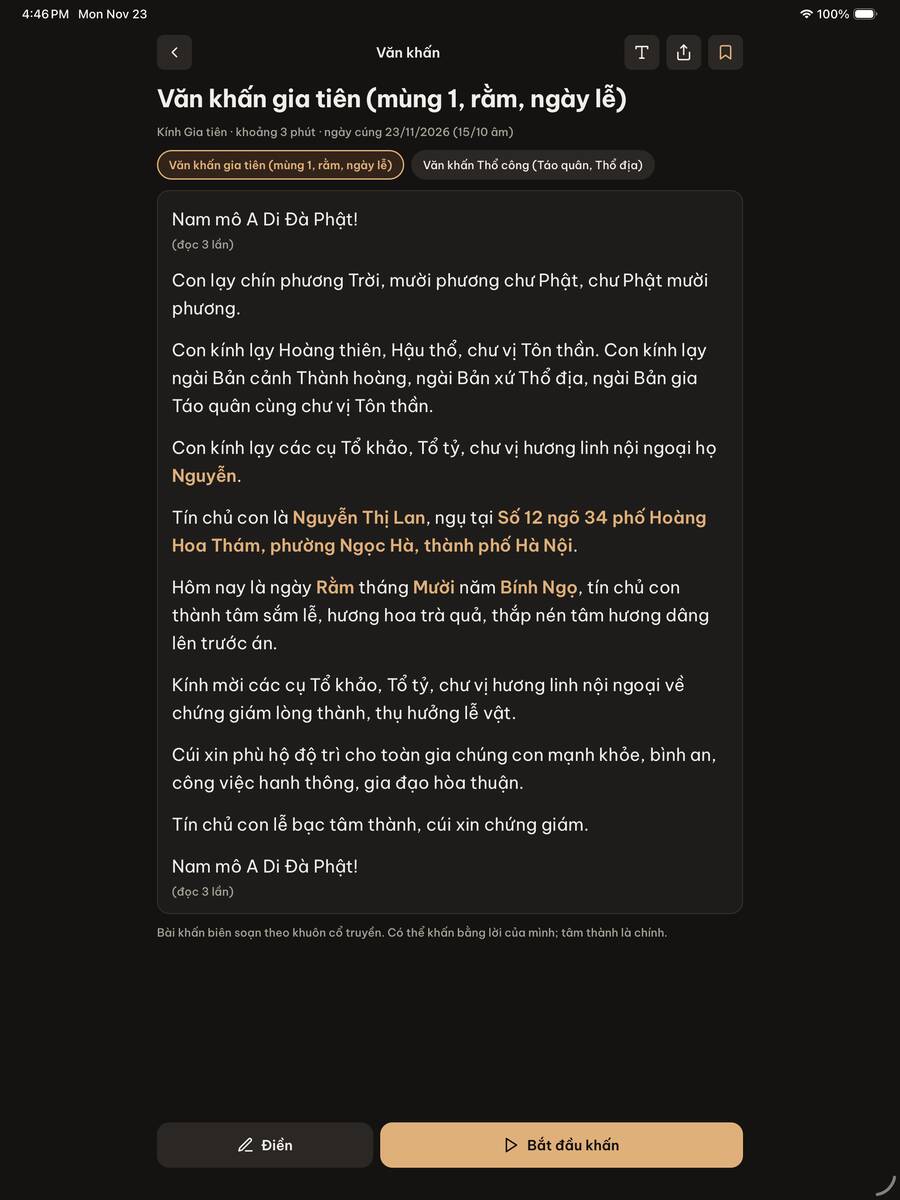 4:46 PM Mon Nov 23
100%
Văn khấn
Văn khấn gia tiên (mùng 1, rằm, ngày lễ)
Kính Gia tiên · khoảng 3 phút · ngày cúng 23/11/2026 (15/10 âm)
Văn khấn gia tiên (mùng 1, rằm, ngày lễ)
Văn khấn Thổ công (Táo quân, Thổ địa)
Nam mô A Di Đà Phật!
(đọc 3 lần)
Con lạy chín phương Trời, mười phương chư Phật, chư Phật mười
phương.
Con kính lạy Hoàng thiên, Hậu thổ, chư vị Tôn thần. Con kính lạy
ngài Bản cảnh Thành hoàng, ngài Bản xứ Thổ địa, ngài Bản gia
Táo quân cùng chư vị Tôn thần.
Con kính lạy các cụ Tổ khảo, Tổ tỷ, chư vị hương linh nội ngoại họ
Nguyễn.
Tín chủ con là Nguyễn Thị Lan, ngụ tại Số 12 ngõ 34 phố Hoàng
Hoa Thám, phường Ngọc Hà, thành phố Hà Nội.
Hôm nay là ngày Rằm tháng Mười năm Bính Ngọ, tín chủ con
thành tâm sắm lễ, hương hoa trà quả, thắp nén tâm hương dâng
lên trước án.
Kính mời các cụ Tổ khảo, Tổ tỷ, chư vị hương linh nội ngoại về
chứng giám lòng thành, thụ hưởng lễ vật.
Cúi xin phù hộ độ trì cho toàn gia chúng con mạnh khỏe, bình an,
công việc hanh thông, gia đạo hòa thuận.
Tín chủ con lễ bạc tâm thành, cúi xin chứng giám.
Nam mô A Di Đà Phật!
(đọc 3 lần)
Bài khấn biên soạn theo khuôn cổ truyền. Có thể khấn bằng lời của mình; tâm thành là chính.
Điền
Bắt đầu khấn